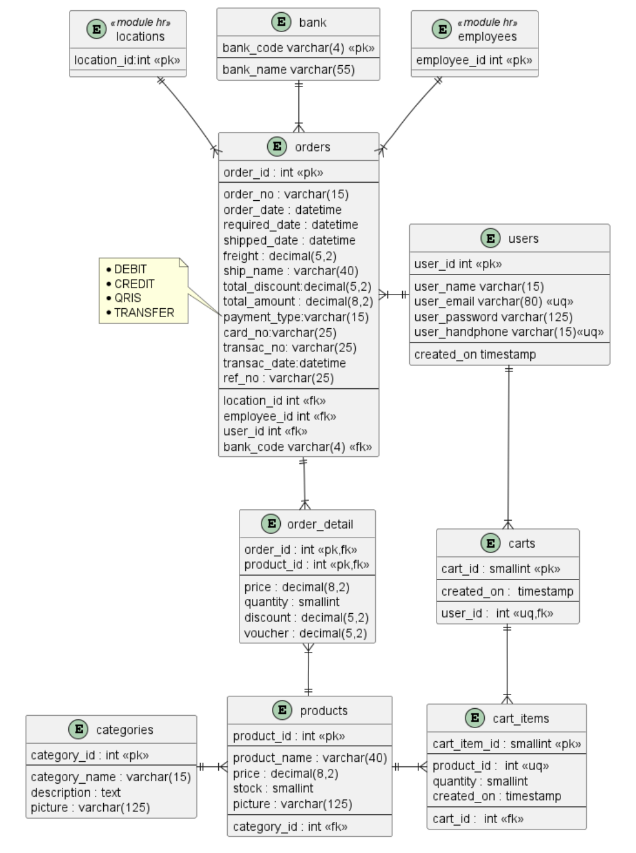 E «module hr»
locations
location_id:int «pk»
E bank
bank_code varchar(4) «pk»
bank_name varchar(55)
E «module hr»
employees
employee_id int «pk»
E orders
order_id : int «pk»
order_no : varchar(15)
order_date : datetime
required_date : datetime
shipped_date : datetime
freight : decimal(5,2)
ship_name : varchar(40)
total_discount:decimal(5,2)
total_amount : decimal(8,2)
payment_type:varchar(15)
card_no:varchar(25)
transac_no: varchar(25)
transac_date:datetime
ref_no : varchar(25)
location_id int «fk»
employee_id int «fk»
user_id int «fk»
bank_code varchar(4) «fk»
• DEBIT
• CREDIT
• QRIS
• TRANSFER
E users
user_id int «pk»
user_name varchar(15)
user_email varchar(80) «uq»
user_password varchar(125)
user_handphone varchar(15)«uq»
created_on timestamp
E order_detail
order_id : int «pk,fk»
product_id : int «pk,fk»
price : decimal(8,2)
quantity : smallint
discount : decimal(5,2)
voucher : decimal(5,2)
E carts
cart_id : smallint «pk»
created_on : timestamp
user_id : int «uq,fk»
E categories
category_id : int «pk»
category_name : varchar(15)
description : text
picture : varchar(125)
E products
product_id : int «pk»
product_name : varchar(40)
price : decimal(8,2)
stock : smallint
picture : varchar(125)
category_id : int «fk»
E cart_items
cart_item_id : smallint «pk»
product_id : int «uq»
quantity : smallint
created_on : timestamp
cart_id : int «fk»